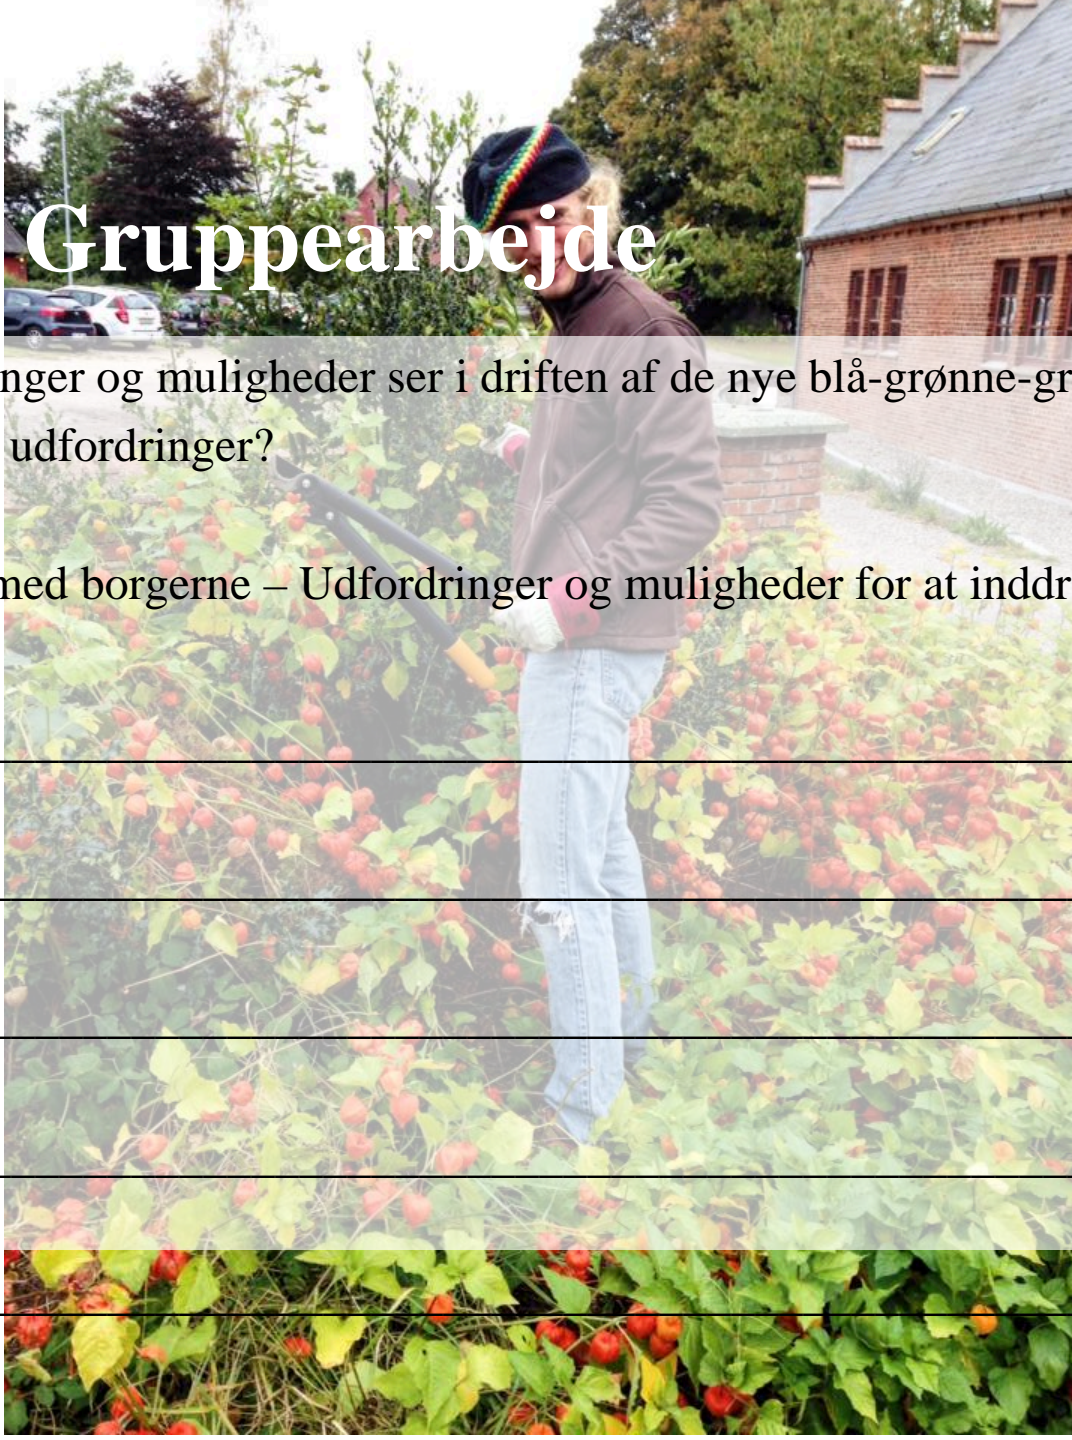 Gruppearbejde
nger og muligheder ser i driften af de nye blå-grønne-gr
udfordringer?
med borgerne – Udfordringer og muligheder for at inddr